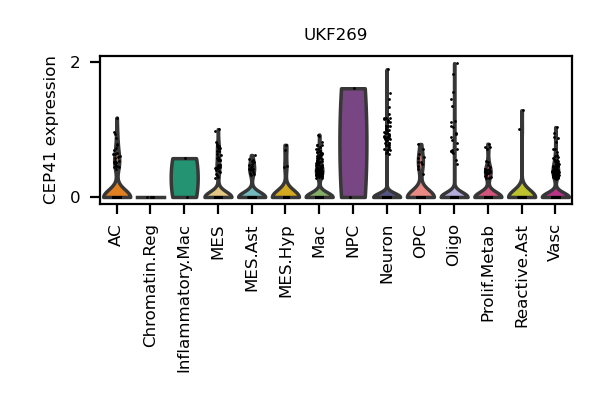 UKF269
CEP41 expression
2
0
AC
Chromatin.Reg
Inflammatory.Mac
MES
MES.Ast
MES.Hyp
Mac
NPC
Neuron
OPC
Oligo
Prolif.Metab
Reactive.Ast
Vasc